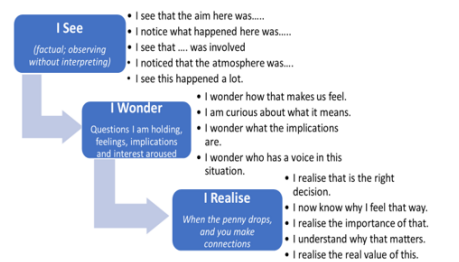 I See
(factual; observing
without interpreting)
• I see that the aim here was…..
• I notice what happened here was…..
• I see that …. was involved
• I noticed that the atmosphere was….
• I see this happened a lot.
I Wonder
Questions I am holding,
feelings, implications
and interest aroused
• I wonder how that makes us feel.
• I am curious about what it means.
• I wonder what the implications
are.
• I wonder who has a voice in this
situation.
I Realise
When the penny drops,
and you make
connections
• I realise that is the right
decision.
• I now know why I feel that way.
• I realise the importance of that.
• I understand why that matters.
• I realise the real value of this.